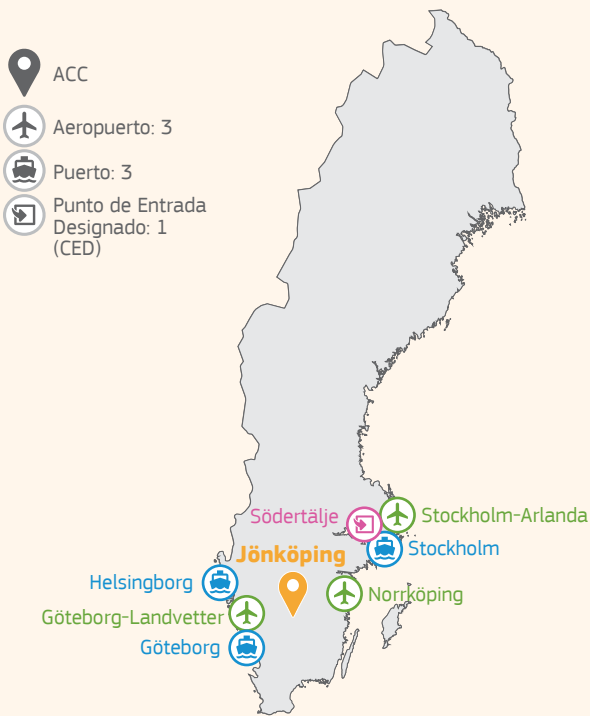 ACC
Aeropuerto: 3
Puerto: 3
Punto de Entrada
Designado: 1
(CED)
Södertälje
Stockholm-Arlanda
Stockholm
Jönköping
Helsingborg
Norrköping
Göteborg-Landvetter
Göteborg